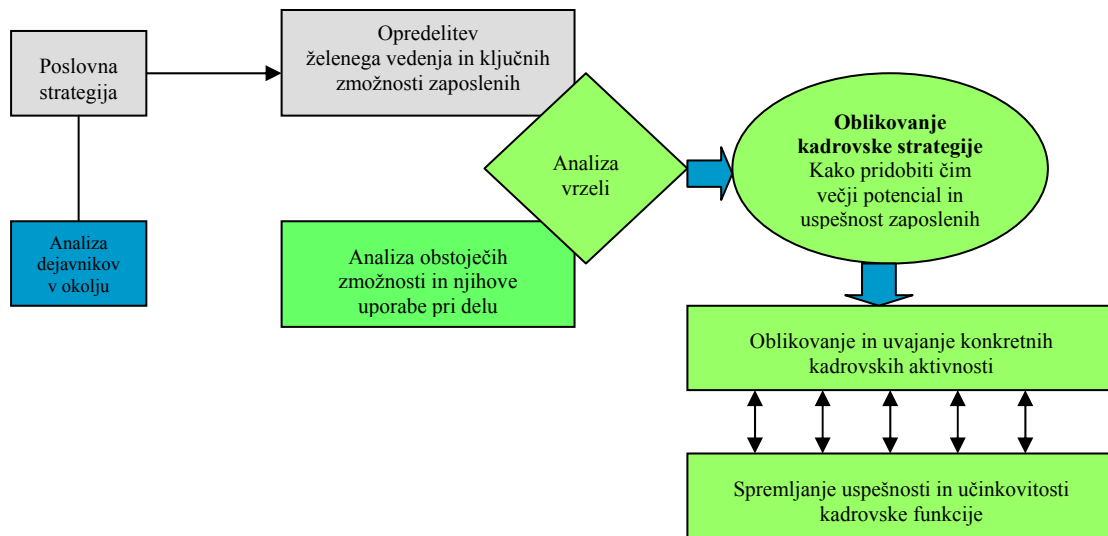 Poslovna
strategija
Opredelitev
želenega vedenja in ključnih
zmožnosti zaposlenih
Analiza
dejavnikov
v okolju
Analiza obstoječih
zmožnosti in njihove
uporabe pri delu
Analiza
vrzeli
Oblikovanje
kadrovske strategije
Kako pridobiti čim
večji potencial in
uspešnost zaposlenih
Oblikovanje in uvajanje konkretnih
kadrovskih aktivnosti
Spremljanje uspešnosti in učinkovitosti
kadrovske funkcije